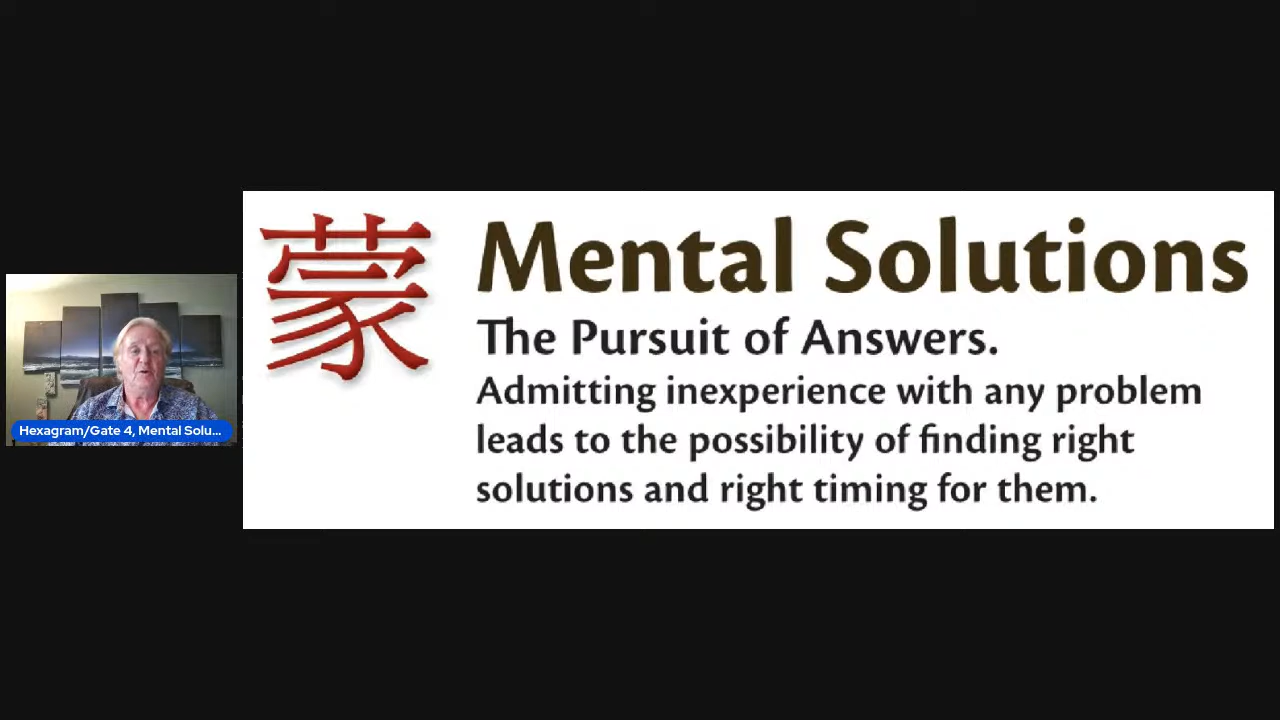 蒙
Mental Solutions
The Pursuit of Answers.
Admitting inexperience with any problem
leads to the possibility of finding right
solutions and right timing for them.
Hexagram/Gate 4, Mental Solu...